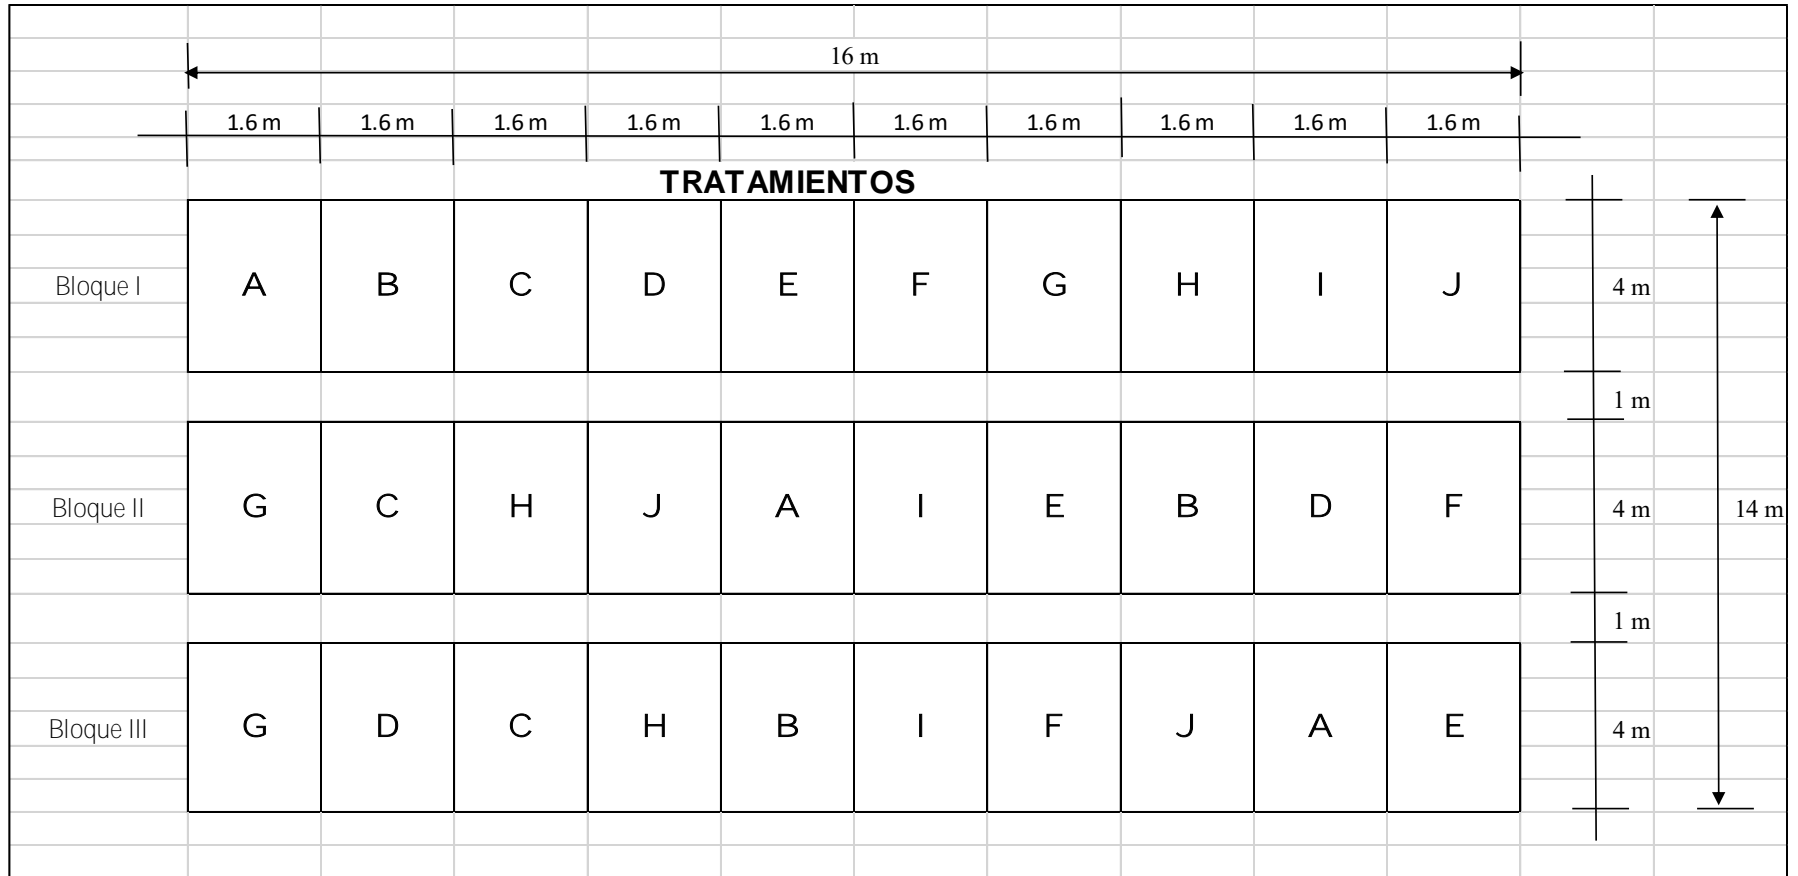 16 m
1.6 m 1.6 m 1.6 m 1.6 m 1.6 m 1.6 m 1.6 m 1.6 m 1.6 m 1.6 m
TRATAMIENTOS
Bloque I A B C D E F G H I J 4 m
1 m
Bloque II G C H J A I E B D F 4 m 14 m
1 m
Bloque III G D C H B I F J A E 4 m